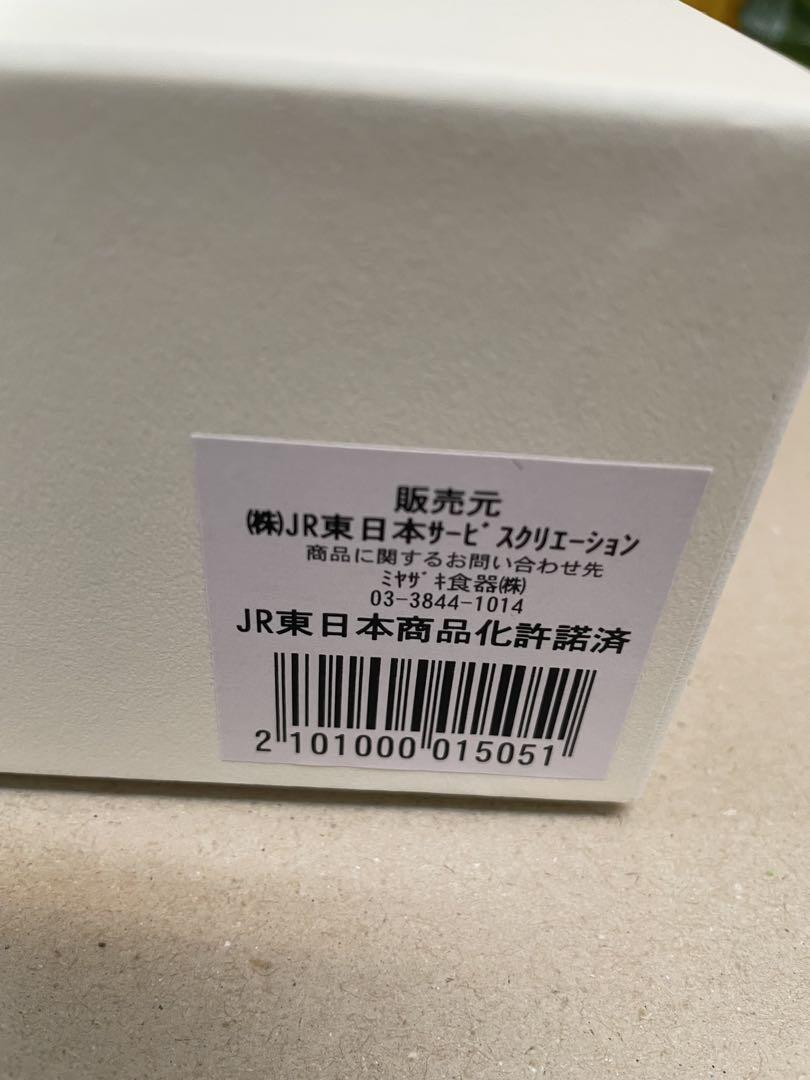 販売元
㈱JR東日本ｻｰﾋﾞｽｸﾘｴｰｼｮﾝ
商品に関するお問い合わせ先
ﾐﾔｻﾞｷ食器㈱
03-3844-1014
JR東日本商品化許諾済
2 101000 015051